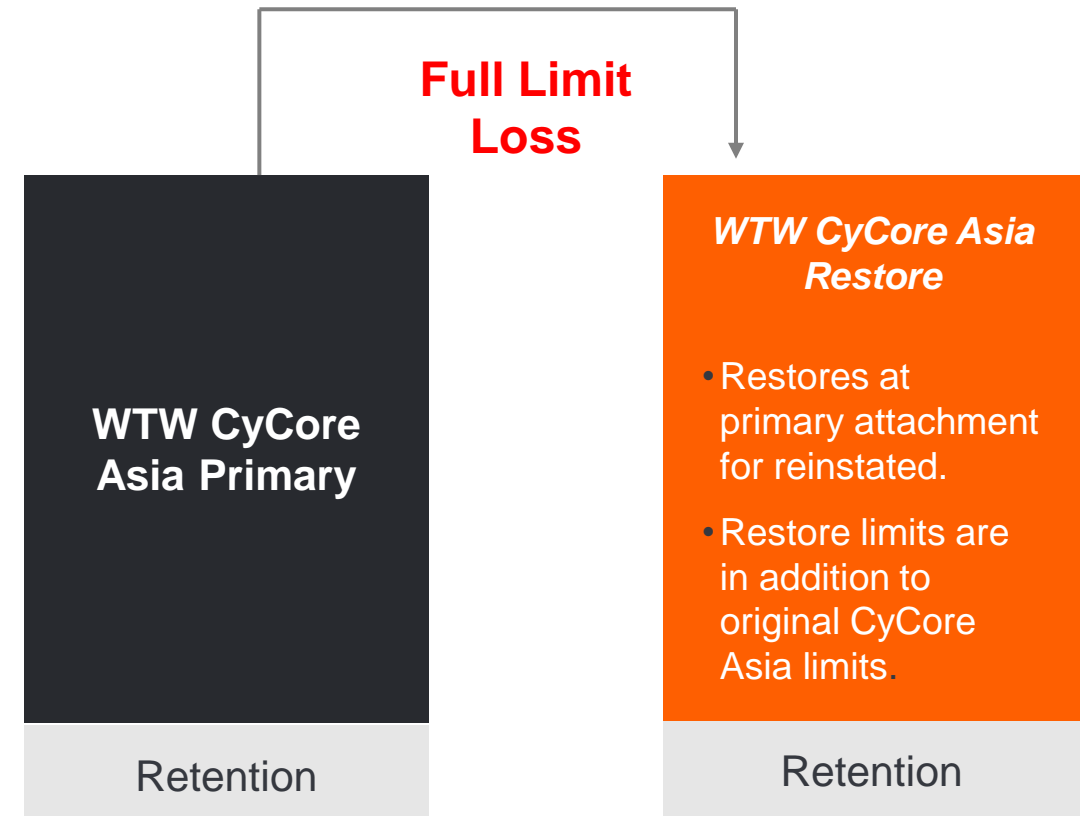 Full Limit
Loss
WTW CyCore
Asia Primary
Retention
WTW CyCore Asia
Restore
•Restores at
primary attachment
for reinstated.
•Restore limits are
in addition to
original CyCore
Asia limits.
Retention